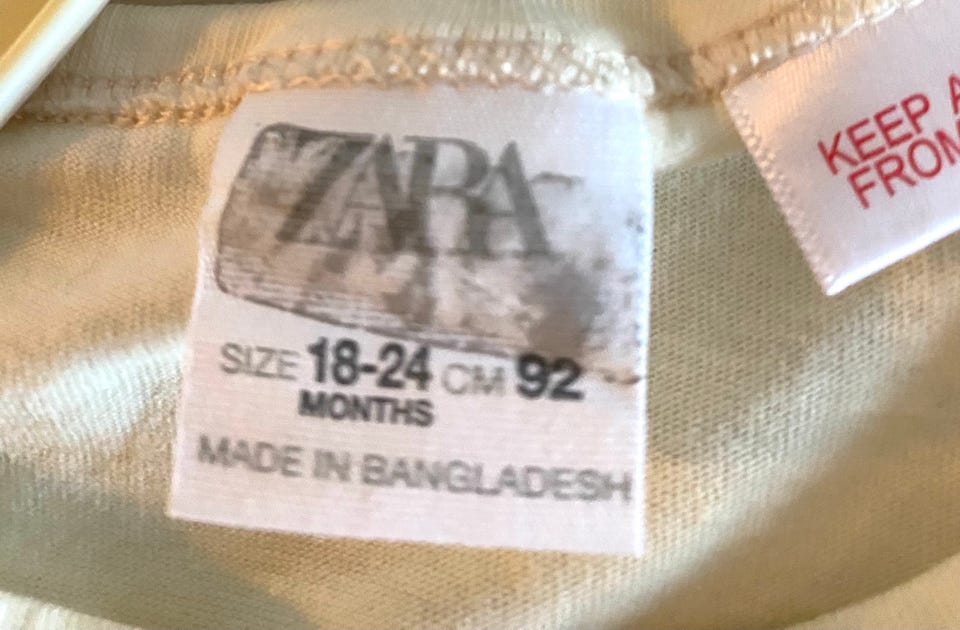 ZARA
SIZE 18-24 CM 92
MONTHS
MADE IN BANGLADESH
KEEP A
FROM